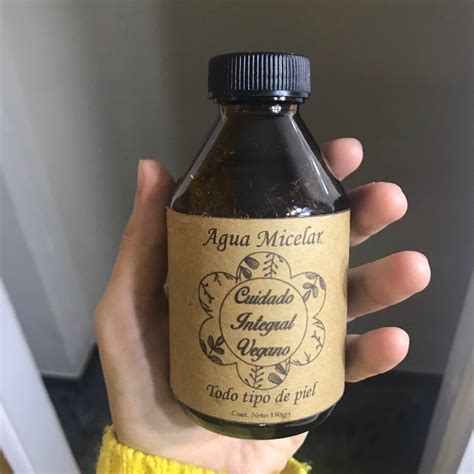 Agua Micelar
Cuidado
Integral
Vegano
Todo tipo de piel
Cont. Neto:150grs